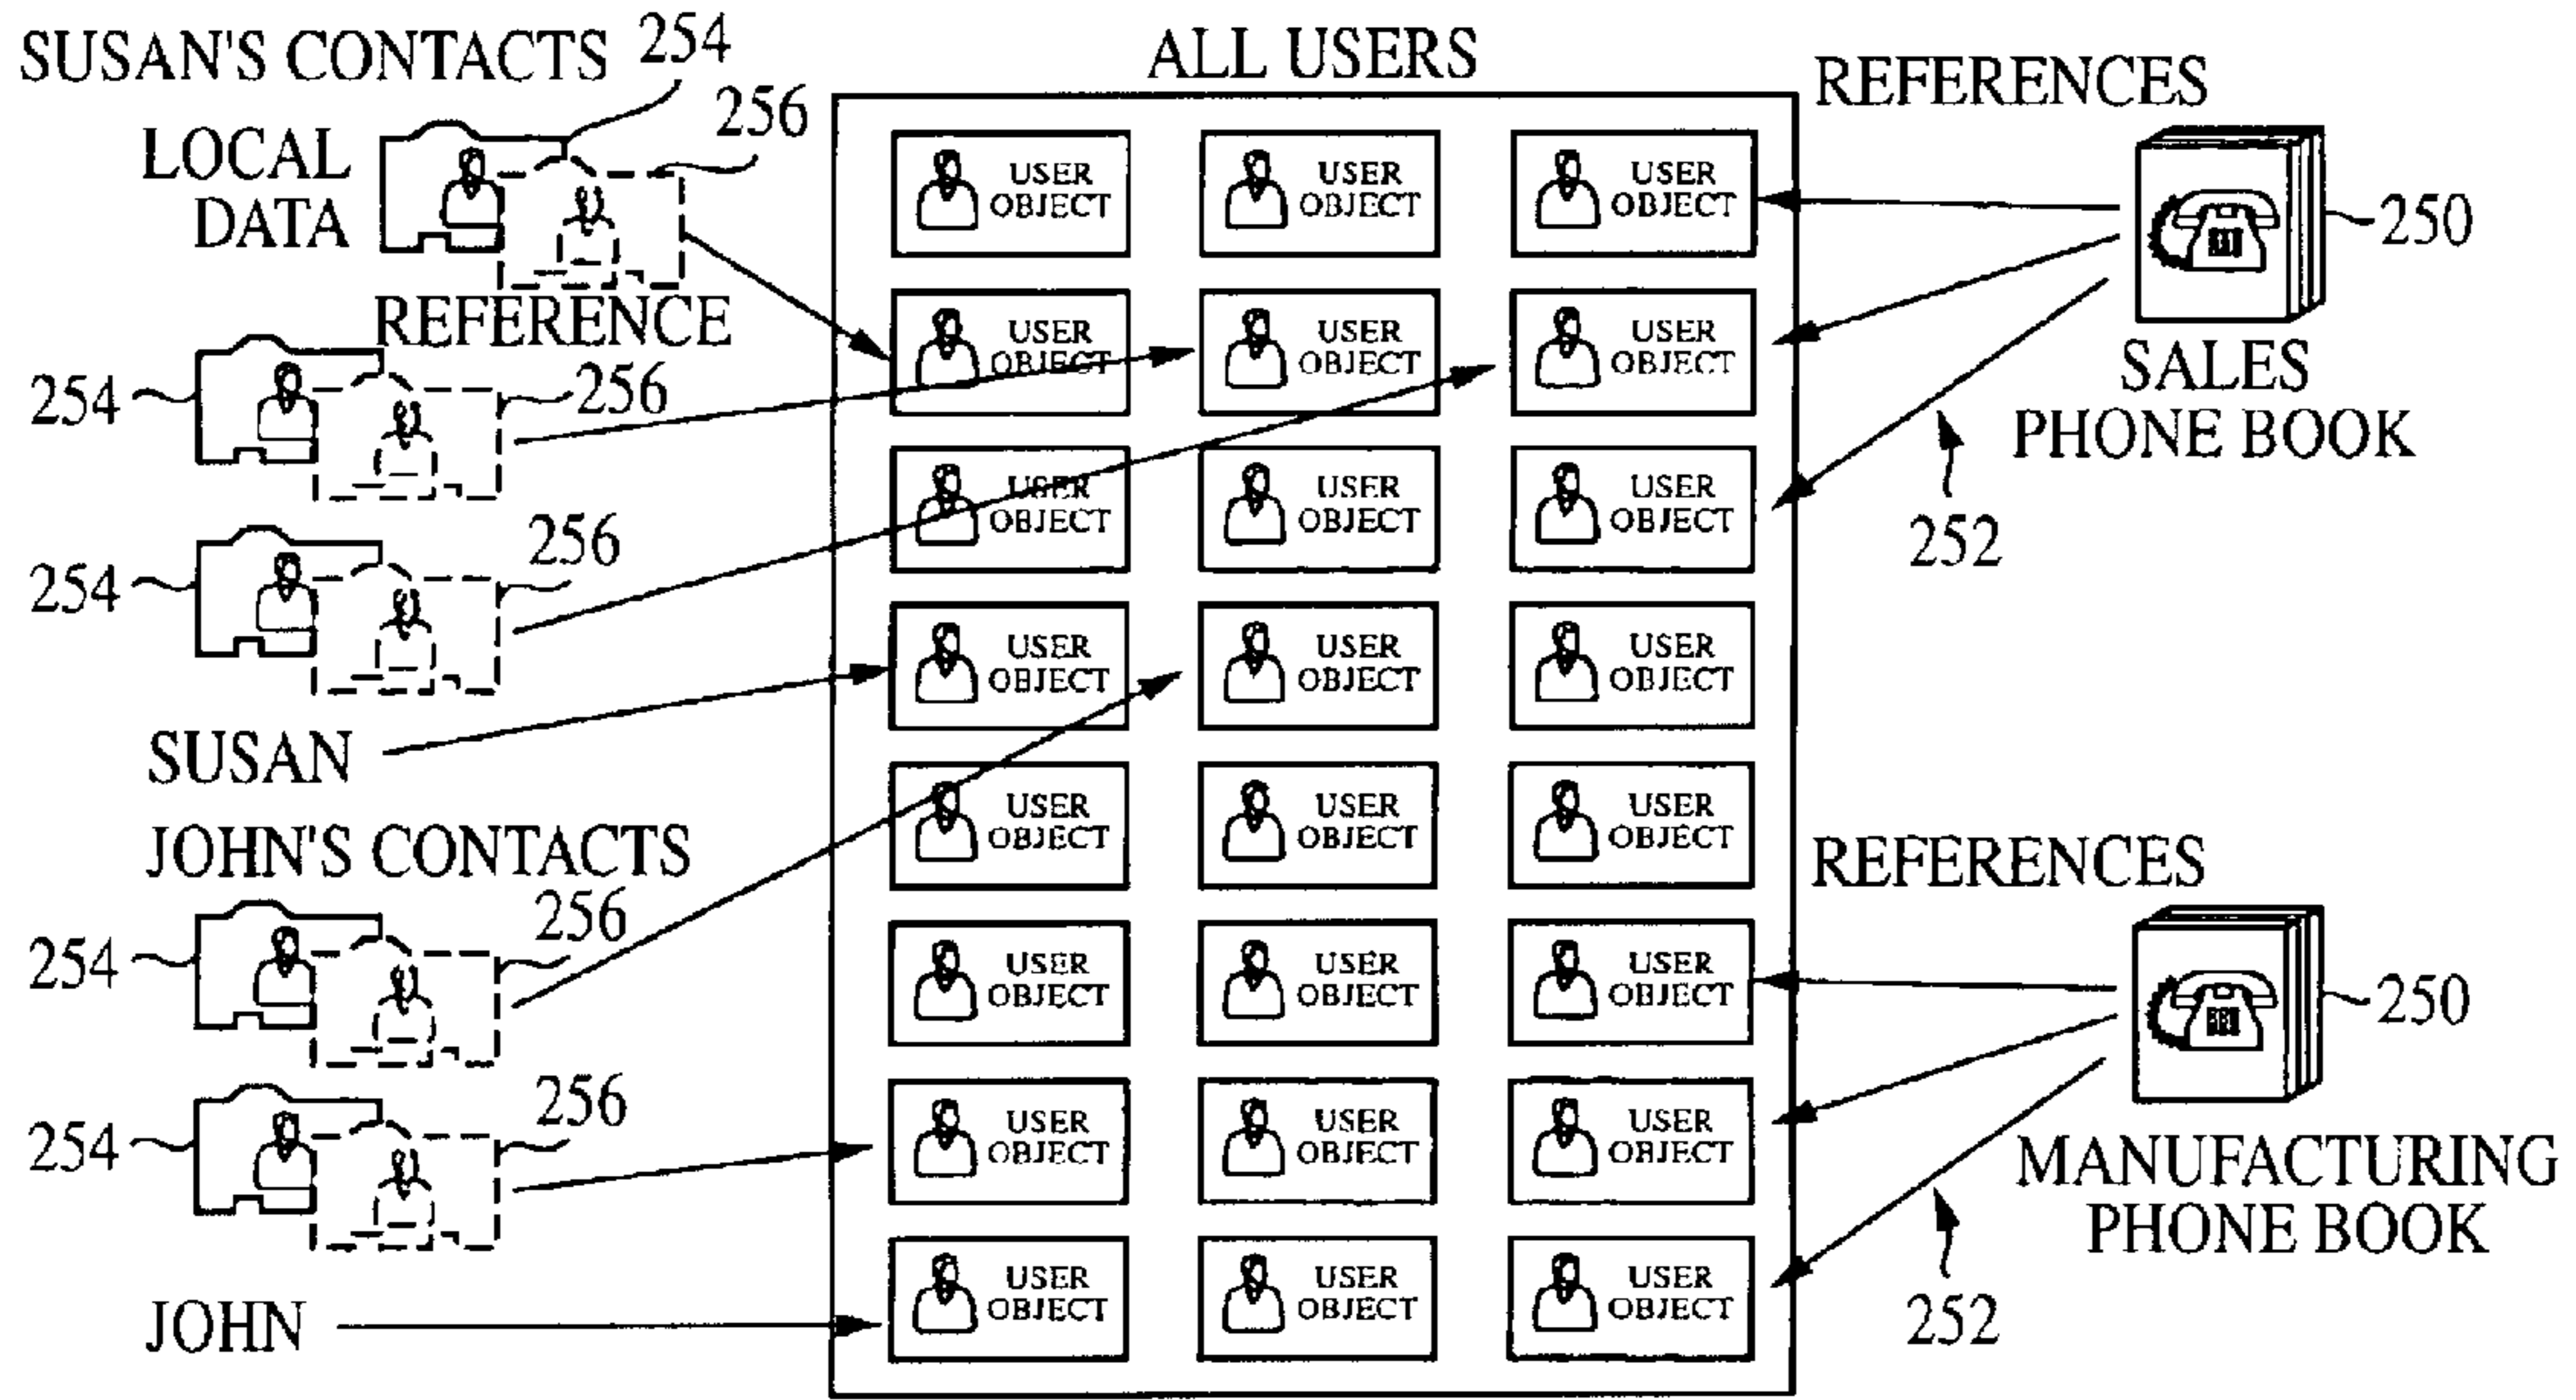 SUSAN'S CONTACTS
254
256
LOCAL
DATA
REFERENCE
254
256
254
256
SUSAN
JOHN'S CONTACTS
254
256
254
256
JOHN
ALL USERS
USER
OBJECT
USER
OBJECT
USER
OBJECT
USER
OBJECT
USER
OBJECT
USER
OBJECT
USER
OBJECT
USER
OBJECT
USER
OBJECT
USER
OBJECT
USER
OBJECT
USER
OBJECT
USER
OBJECT
USER
OBJECT
USER
OBJECT
USER
OBJECT
USER
OBJECT
USER
OBJECT
USER
OBJECT
USER
OBJECT
USER
OBJECT
USER
OBJECT
USER
OBJECT
USER
OBJECT
REFERENCES
250
SALES
PHONE BOOK
252
REFERENCES
250
MANUFACTURING
PHONE BOOK
252